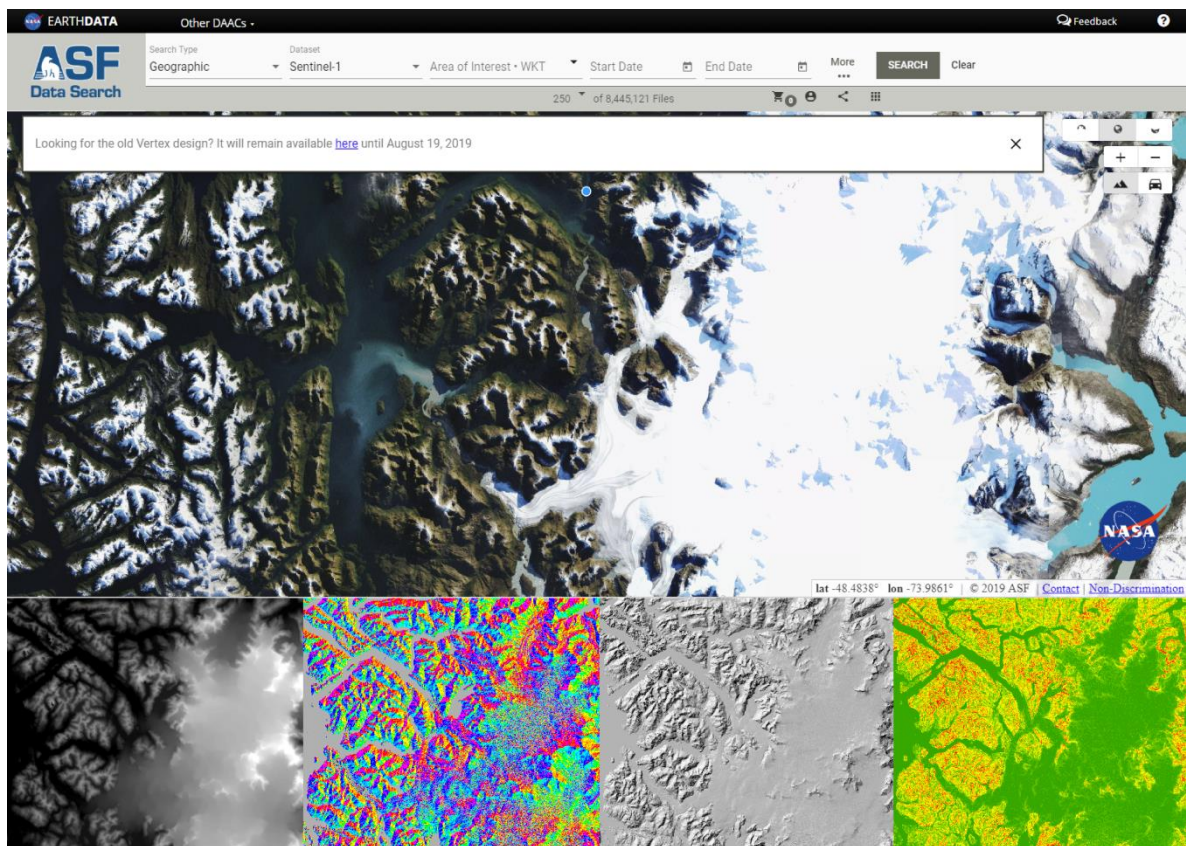 NASA EARTHDATA Other DAACs Feedback ?
ASF
Data Search
Search Type Dataset
Geographic Sentinel-1 Area of Interest • WKT Start Date End Date More SEARCH Clear
250 of 8,445,121 Files 0
Looking for the old Vertex design? It will remain available here until August 19, 2019
NASA
lat -48.4838° lon -73.9861° | © 2019 ASF | Contact | Non-Discrimination